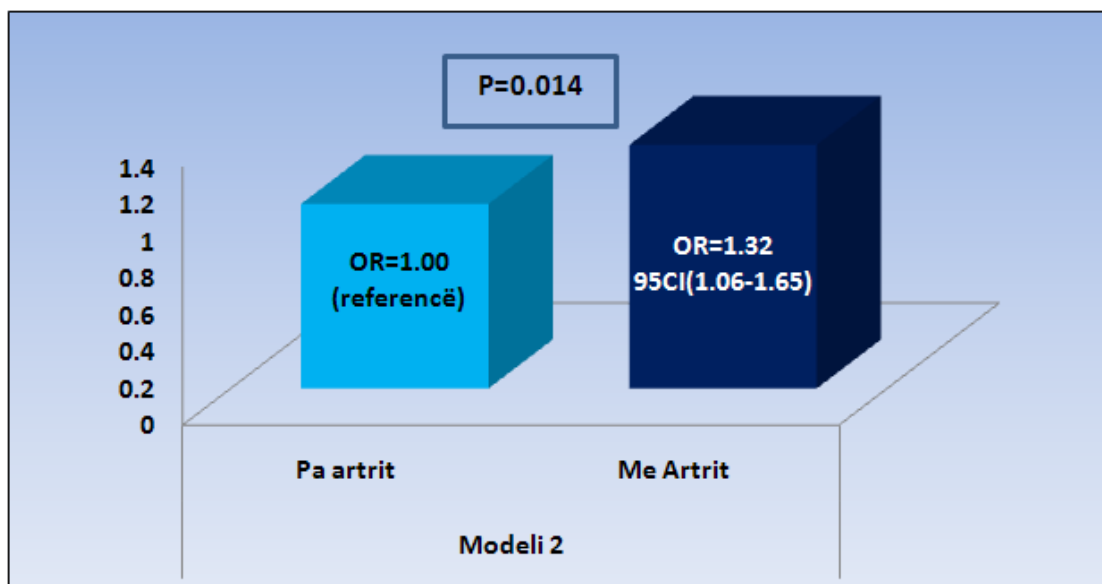 P=0.014
1.4
1.2
1
0.8
0.6
0.4
0.2
0
OR=1.00
(referencë)
OR=1.32
95CI(1.06-1.65)
Pa artrit
Me Artrit
Modeli 2